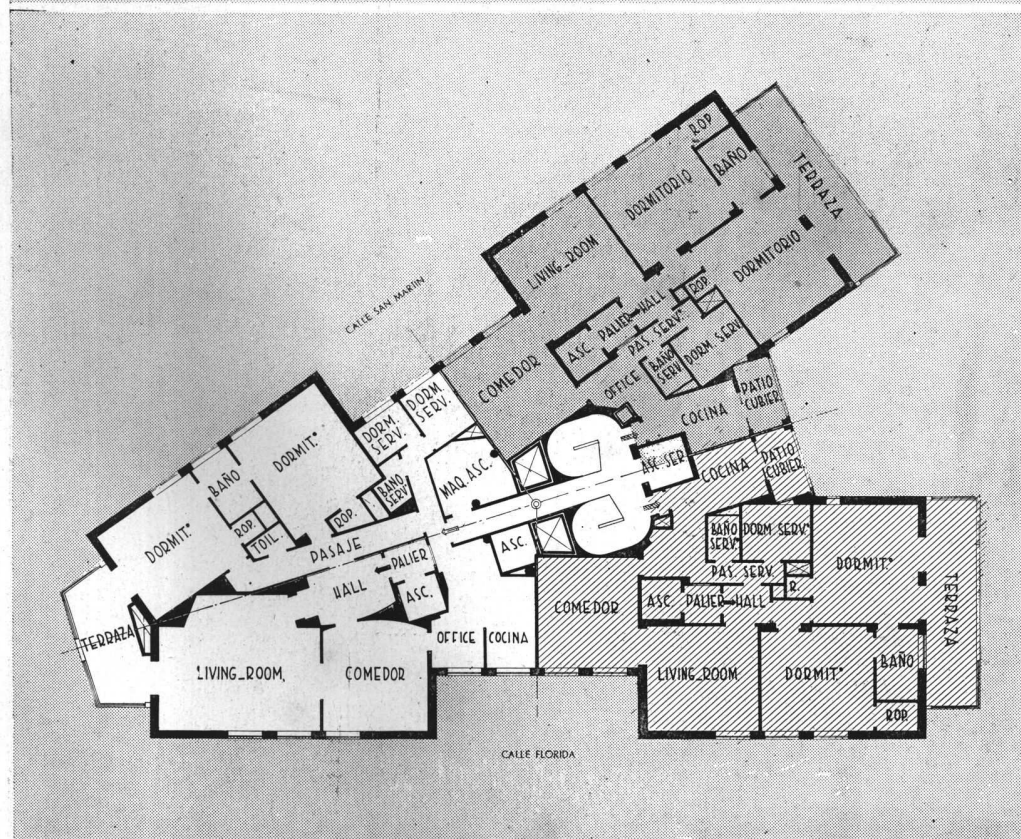 ROP.
BAÑO
TERRAZA
DORMITORIO
LIVING_ROOM
DORMITORIO
CALLE SAN MARTIN
ROP.
HALL
PALIER
ASC.
PAS. SERV.
DORM. SERV.
BAÑO
SERV.
OFFICE
COMEDOR
COCINA
PATIO
CUBIER.
DORM.
SERV.
DORM.
SERV.
BAÑO
SERV.
MAQ. ASC.
ASC. SER.
COCINA
PATIO
CUBIER.
DORMIT.º
BAÑO
DORMIT.º
ROP.
TOIL.
ROP.
PASAJE
PALIER
HALL
ASC.
ASC.
TERRAZA
LIVING_ROOM
COMEDOR
OFFICE
COCINA
COMEDOR
BAÑO
SERV.º
DORM. SERV.º
PAS. SERV.
R.
DORMIT.º
ASC.
PALIER
HALL
TERRAZA
LIVING_ROOM
DORMIT.º
BAÑO
ROP.
CALLE FLORIDA